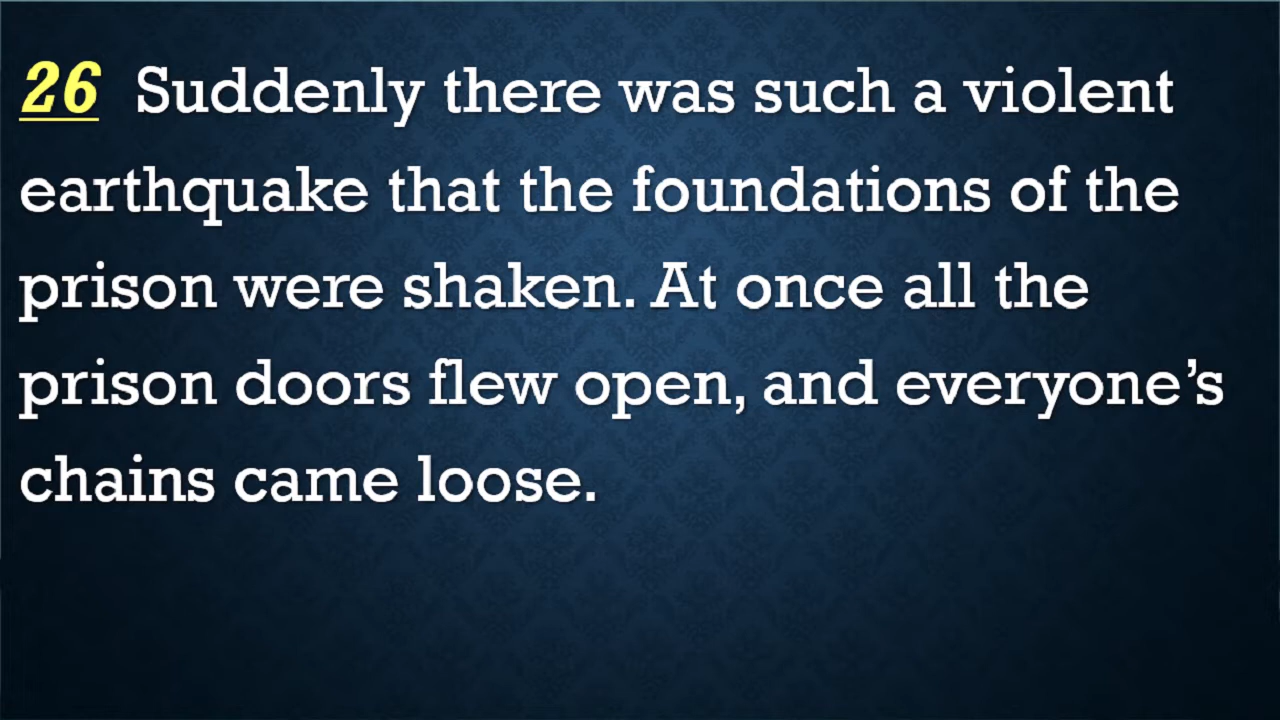 26 Suddenly there was such a violent
earthquake that the foundations of the
prison were shaken. At once all the
prison doors flew open, and everyone’s
chains came loose.